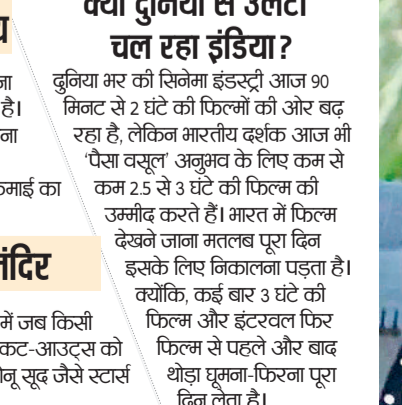 क्या दुनिया से उलटा
चल रहा इंडिया?
दुनिया भर की सिनेमा इंडस्ट्री आज 90
मिनट से 2 घंटे की फिल्मों की ओर बढ़
रहा है, लेकिन भारतीय दर्शक आज भी
‘पैसा वसूल’ अनुभव के लिए कम से
कम 2.5 से 3 घंटे की फिल्म की
उम्मीद करते हैं। भारत में फिल्म
देखने जाना मतलब पूरा दिन
इसके लिए निकालना पड़ता है।
क्योंकि, कई बार 3 घंटे की
फिल्म और इंटरवल फिर
फिल्म से पहले और बाद
थोड़ा घूमना-फिरना पूरा
दिन लेता है।
ना
है।
ना
कमाई का
में जब किसी
कट-आउट्स को
सूद जैसे स्टार्स